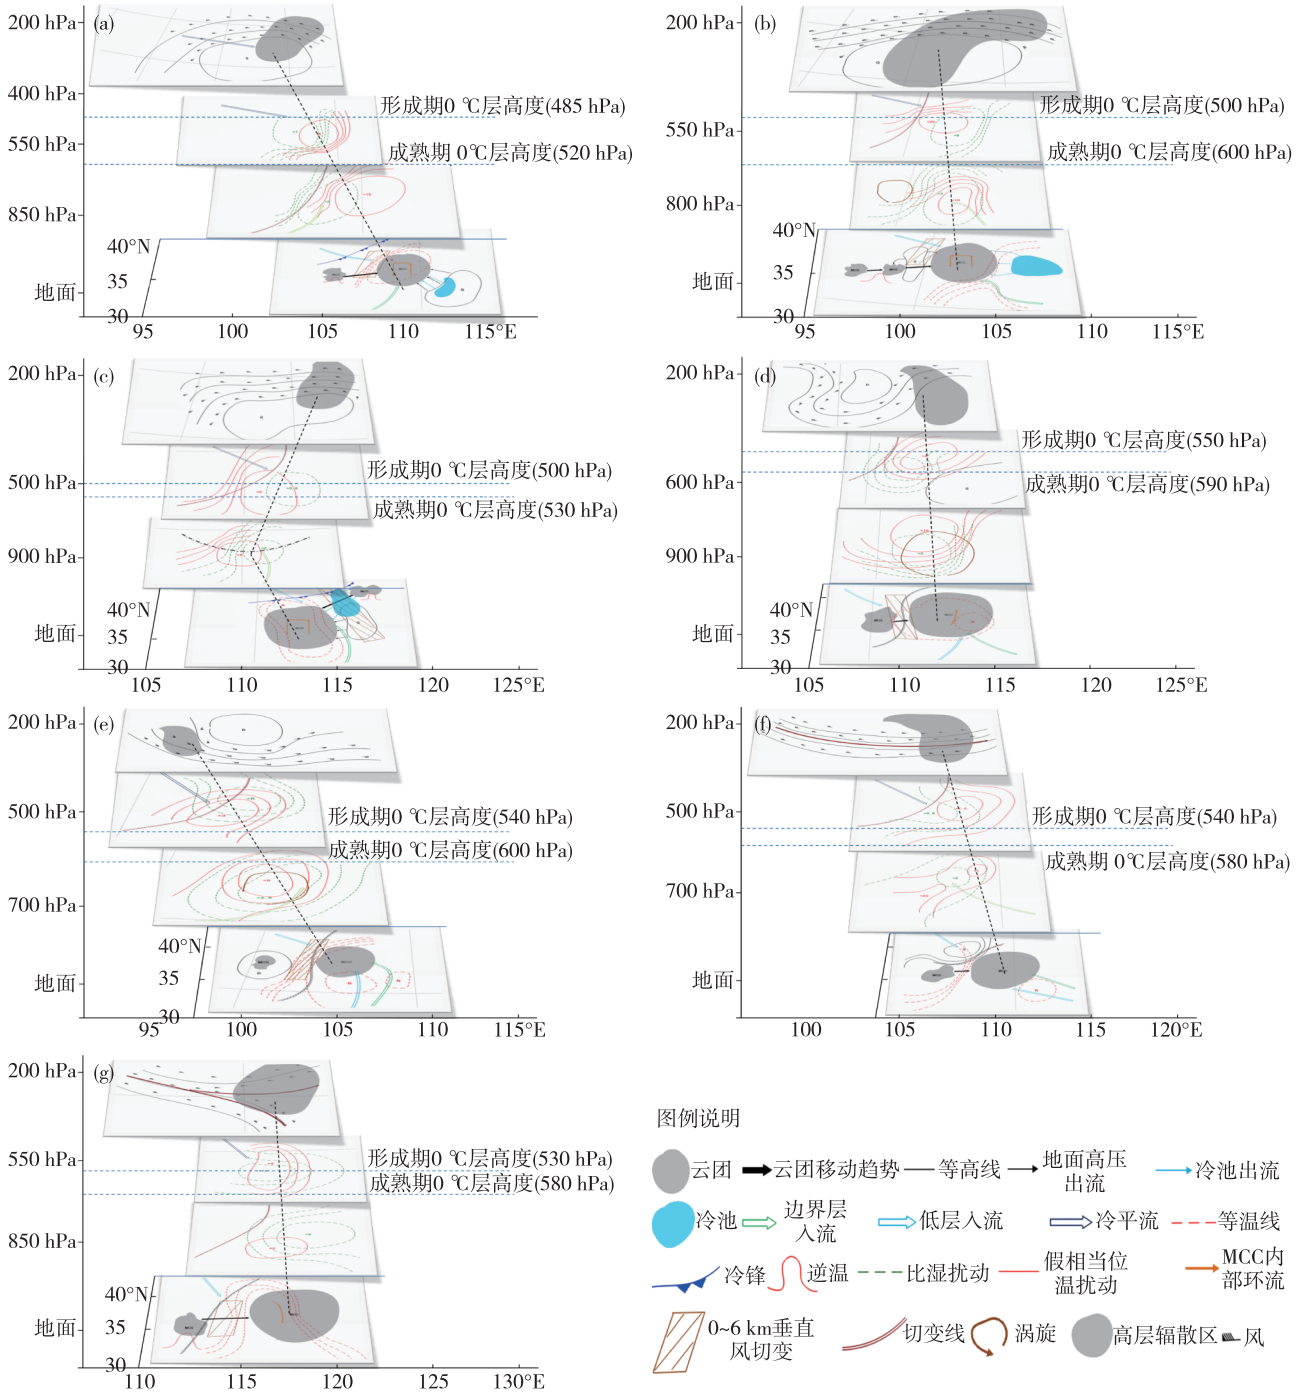 (a)
200 hPa
400 hPa
形成期0 ℃层高度(485 hPa)
550 hPa
成熟期 0℃层高度(520 hPa)
850 hPa
40°N
35
地面
30
95 100 105 110 115°E
(b)
200 hPa
形成期0 ℃层高度(500 hPa)
550 hPa
成熟期0 ℃层高度(600 hPa)
800 hPa
40°N
35
地面
30
95 100 105 110 115°E
(c)
200 hPa
形成期0 ℃层高度(500 hPa)
500 hPa
成熟期0 ℃层高度(530 hPa)
900 hPa
40°N
地面
35
30
105 110 115 120 125°E
(d)
200 hPa
形成期0 ℃层高度(550 hPa)
600 hPa
成熟期0 ℃层高度(590 hPa)
900 hPa
40°N
地面
35
30
105 110 115 120 125°E
(e)
200 hPa
500 hPa
形成期0 ℃层高度(540 hPa)
成熟期0 ℃层高度(600 hPa)
700 hPa
40°N
35
地面
30
95 100 105 110 115°E
(f)
200 hPa
500 hPa
形成期0 ℃层高度(540 hPa)
成熟期 0℃层高度(580 hPa)
700 hPa
40°N
35
地面
30
100 105 110 115 120°E
(g)
200 hPa
550 hPa
形成期0 ℃层高度(530 hPa)
成熟期0 ℃层高度(580 hPa)
850 hPa
40°N
地面
35
30
110 115 120 125 130°E
图例说明
云团 云团移动趋势 等高线 地面高压出流 冷池出流
冷池 边界层入流 低层入流 冷平流 等温线
冷锋 逆温 比湿扰动 假相当位温扰动 MCC内部环流
0~6 km垂直风切变 切变线 涡旋 高层辐散区 风